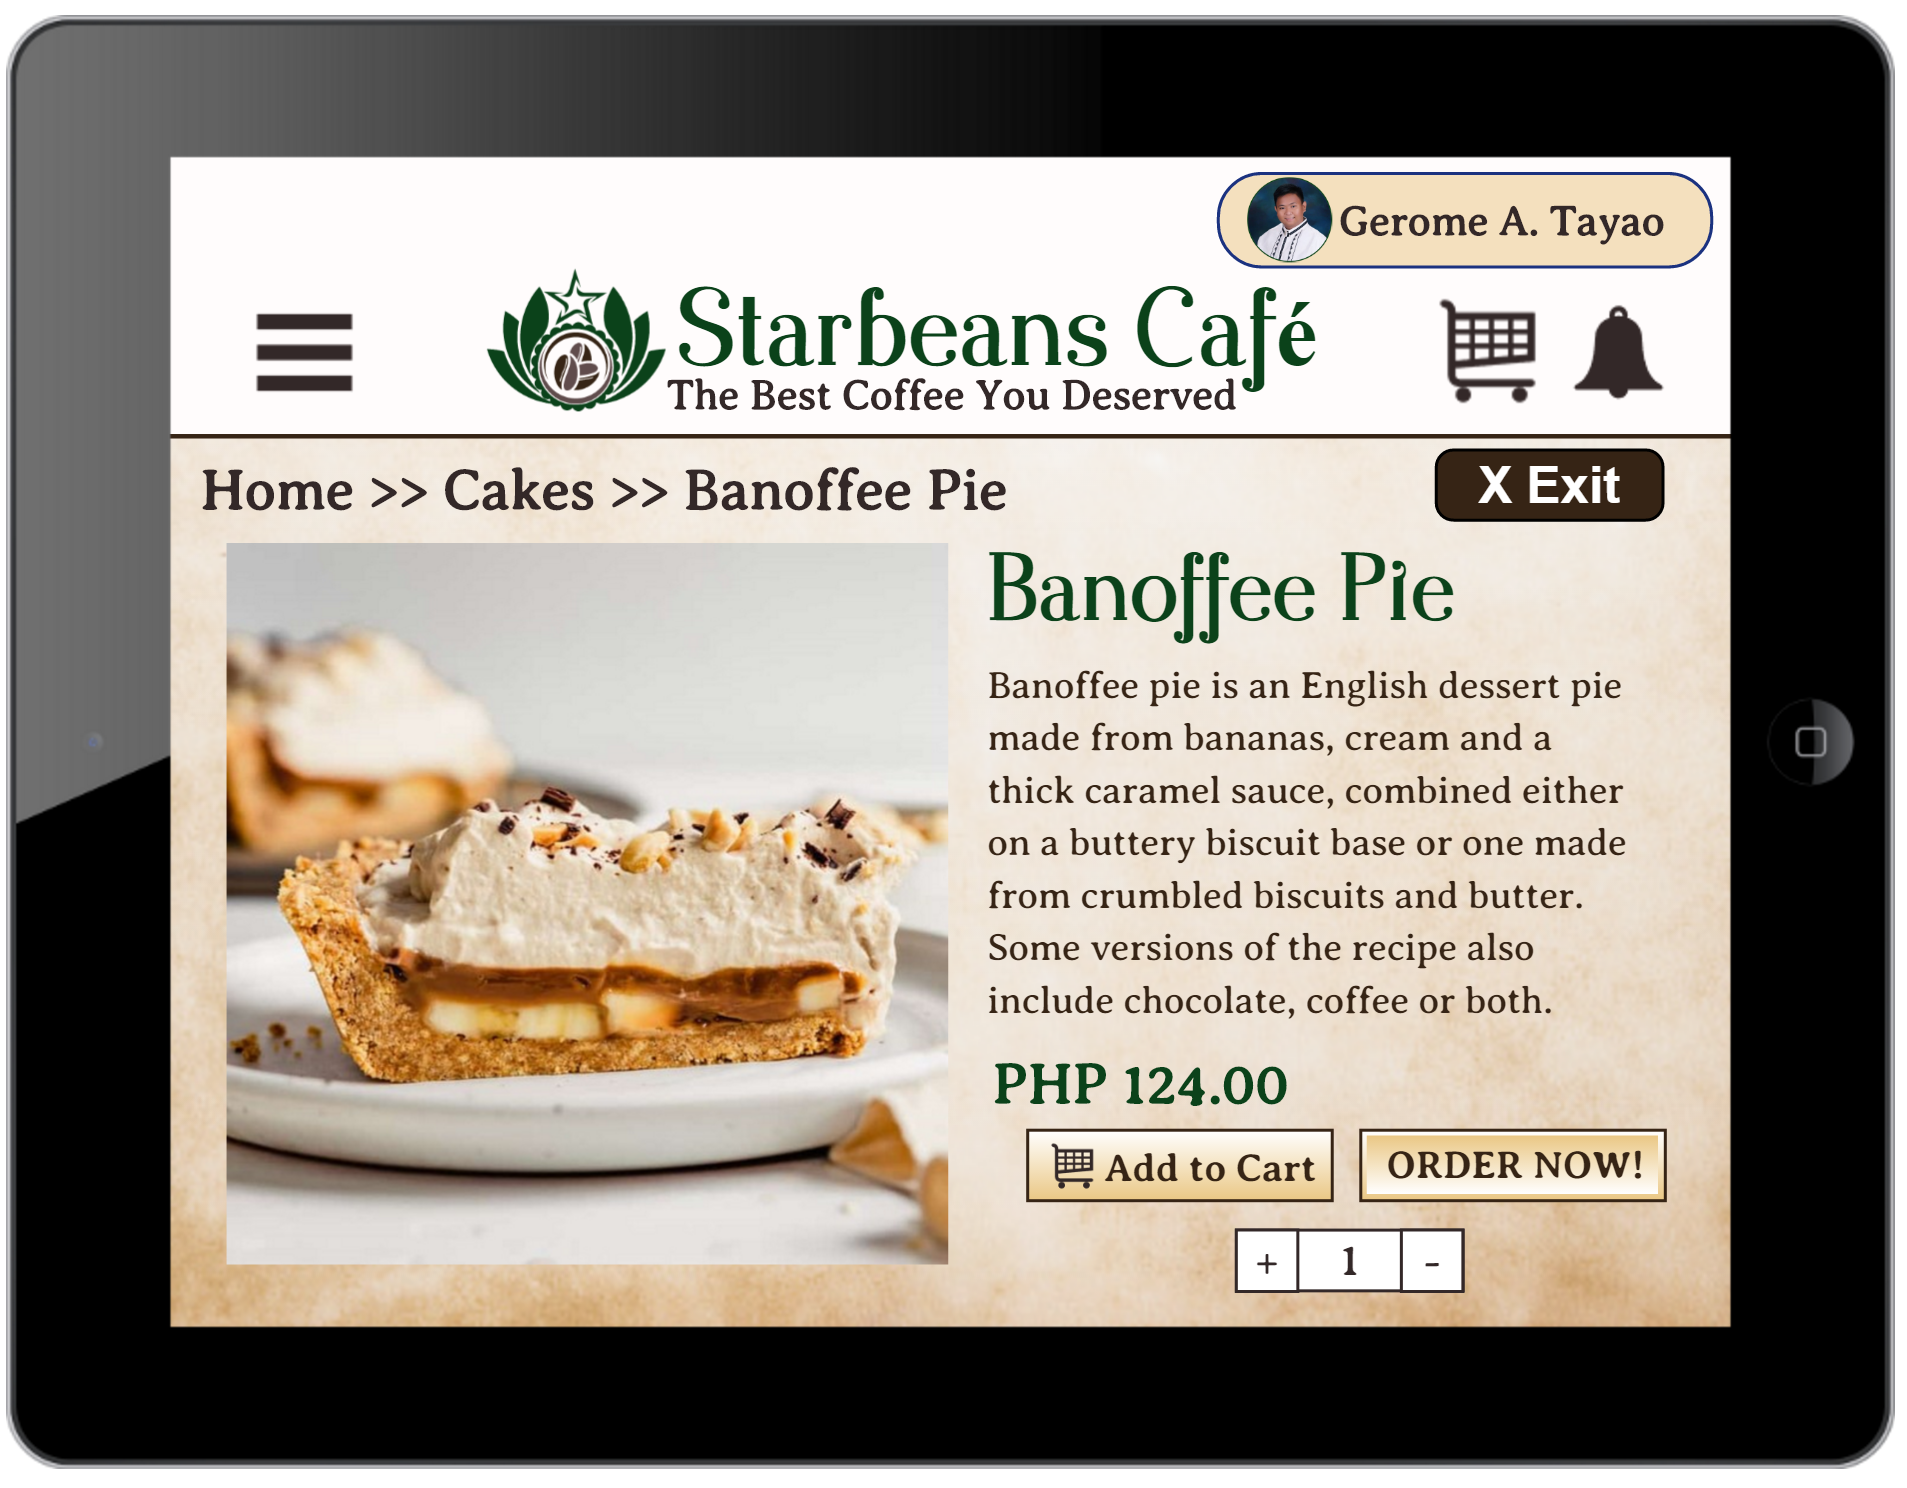 Gerome A. Tayao
Starbeans Café
The Best Coffee You Deserved
Home >> Cakes >> Banoffee Pie
X Exit
Banoffee Pie
Banoffee pie is an English dessert pie
made from bananas, cream and a
thick caramel sauce, combined either
on a buttery biscuit base or one made
from crumbled biscuits and butter.
Some versions of the recipe also
include chocolate, coffee or both.
PHP 124.00
Add to Cart
ORDER NOW!
+ 1 -